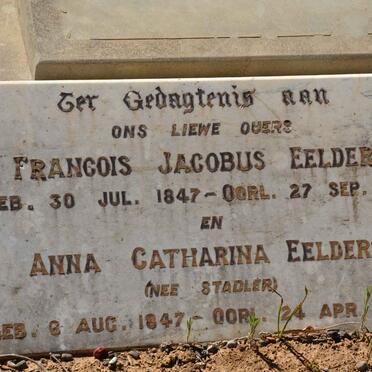 Ter Gedagtenis aan
ONS LIEWE OUERS
FRANCOIS JACOBUS EELDER
EB. 30 JUL. 1847-OORL. 27 SEP.
EN
ANNA CATHARINA EELDER
(NEE STADLER)
EB. 8 AUG. 1847-OORL. 24 APR.